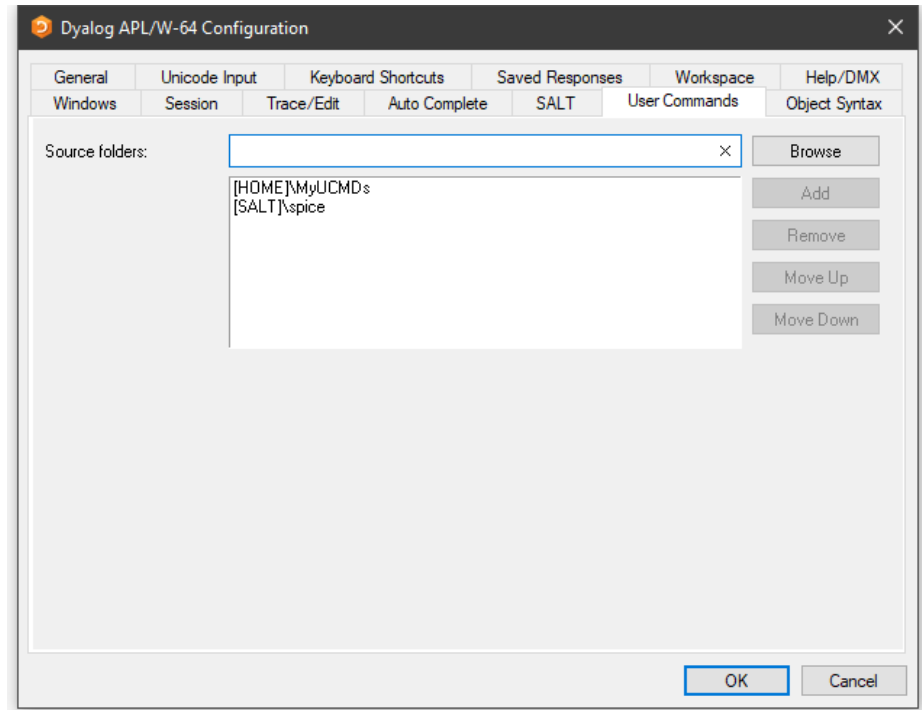 Dyalog APL/W-64 Configuration
General Unicode Input Keyboard Shortcuts Saved Responses Workspace Help/DMX
Windows Session Trace/Edit Auto Complete SALT User Commands Object Syntax
Source folders: Browse
[HOME]\MyUCMDs
[SALT]\spice
Add
Remove
Move Up
Move Down
OK Cancel